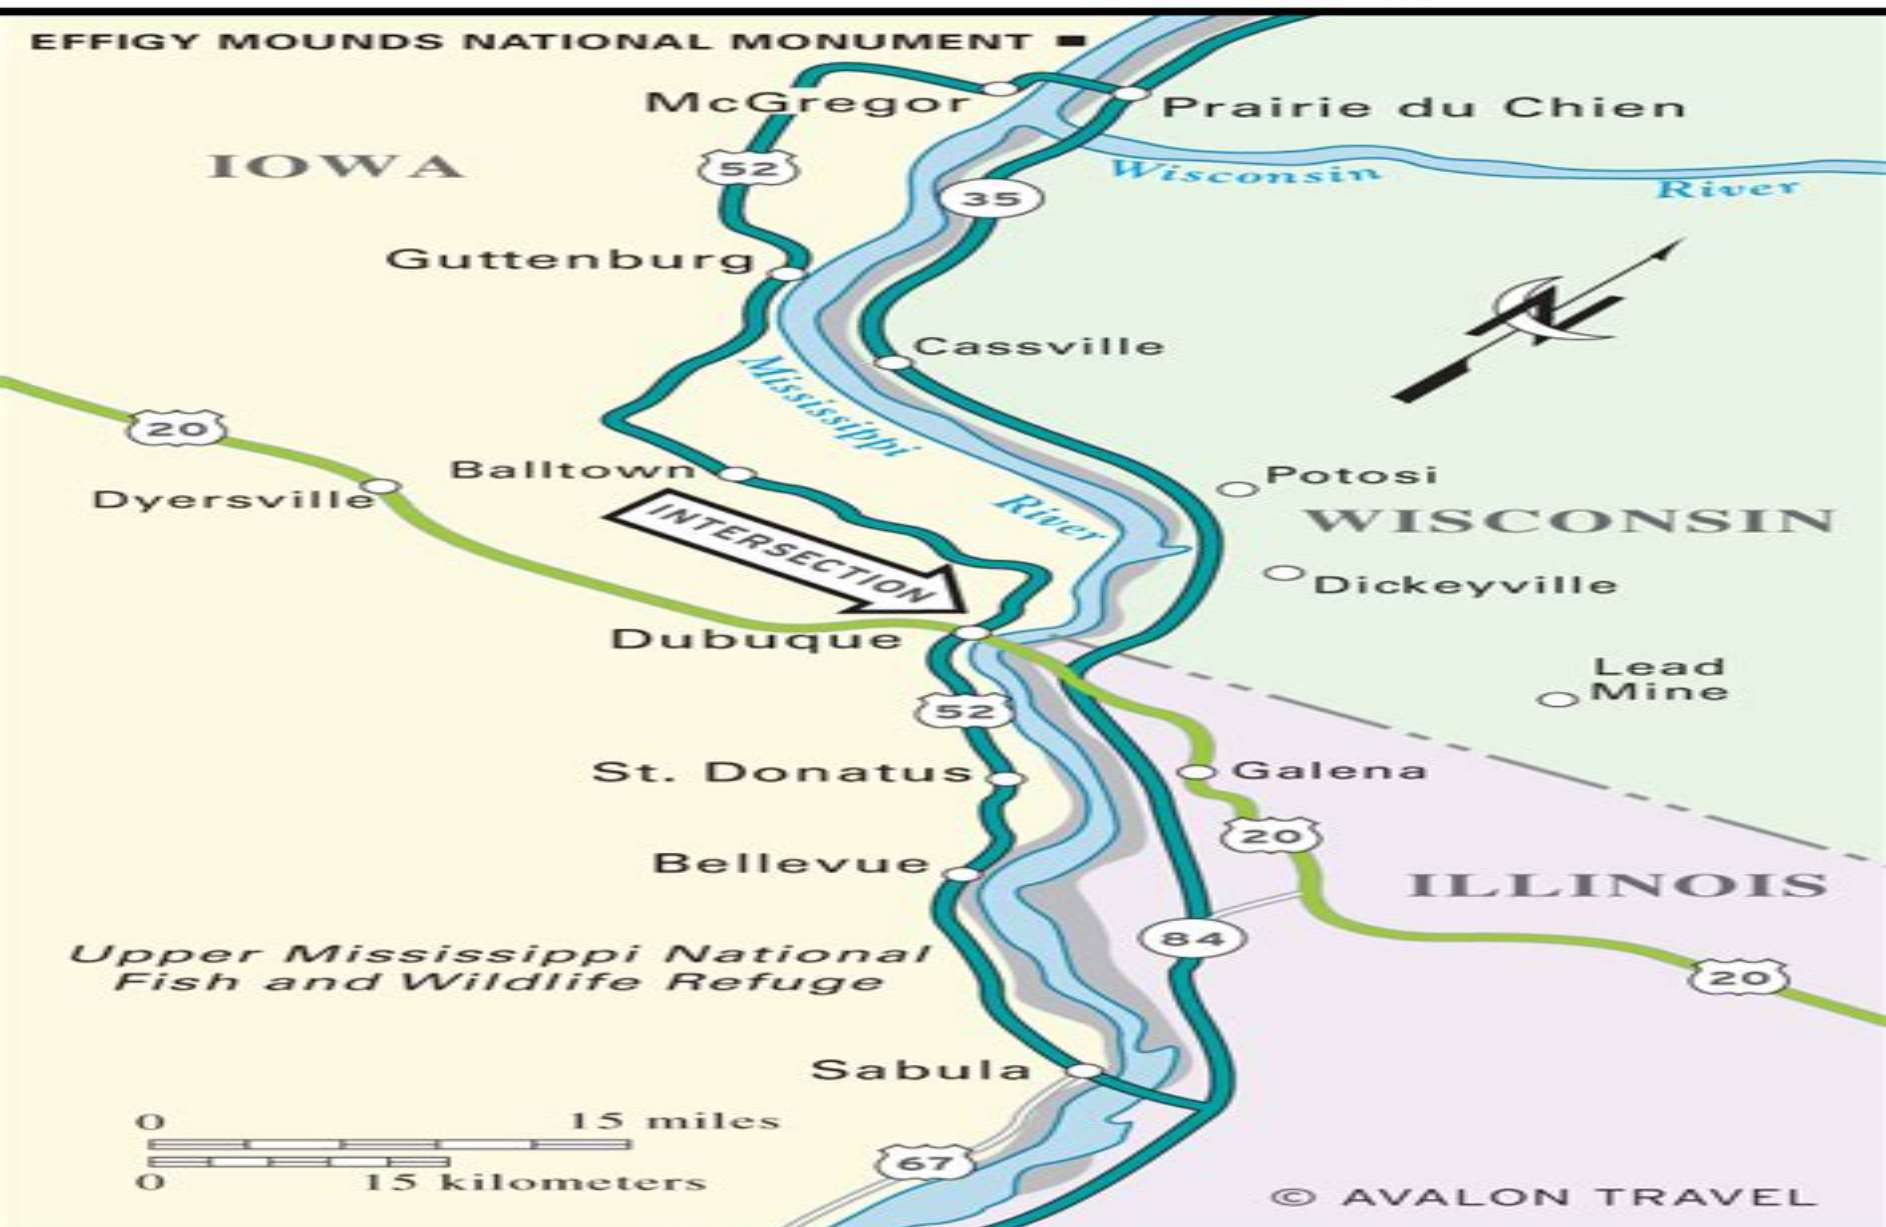 EFFIGY MOUNDS NATIONAL MONUMENT
McGregor
Prairie du Chien
IOWA
52
Wisconsin
River
35
Guttenburg
N
Cassville
Mississippi
River
20
Balltown
Dyersville
Potosi
WISCONSIN
INTERSECTION
Dickeyville
Dubuque
Lead
Mine
52
St. Donatus
Galena
20
Bellevue
ILLINOIS
84
Upper Mississippi National
Fish and Wildlife Refuge
20
Sabula
0 15 miles
0 15 kilometers
67
© AVALON TRAVEL